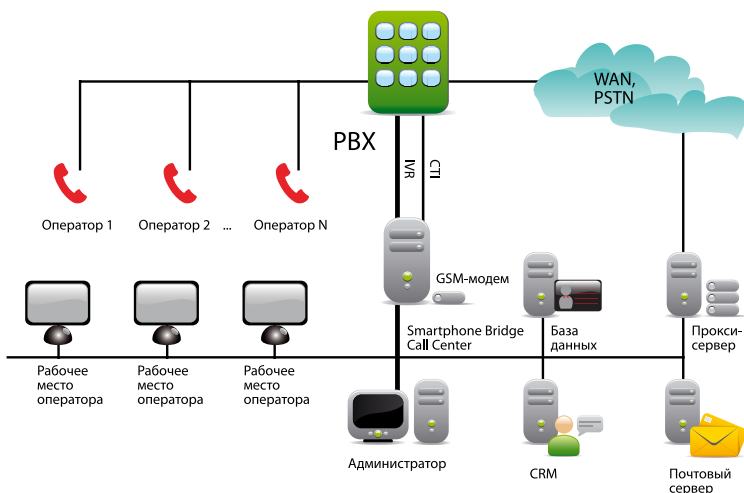 WAN,
PSTN
PBX
IVR
CTI
Оператор 1
Оператор 2
...
Оператор N
GSM-модем
Smartphone Bridge
Call Center
База
данных
Прокси-
сервер
Рабочее
место
оператора
Рабочее
место
оператора
Рабочее
место
оператора
Администратор
CRM
Почтовый
сервер